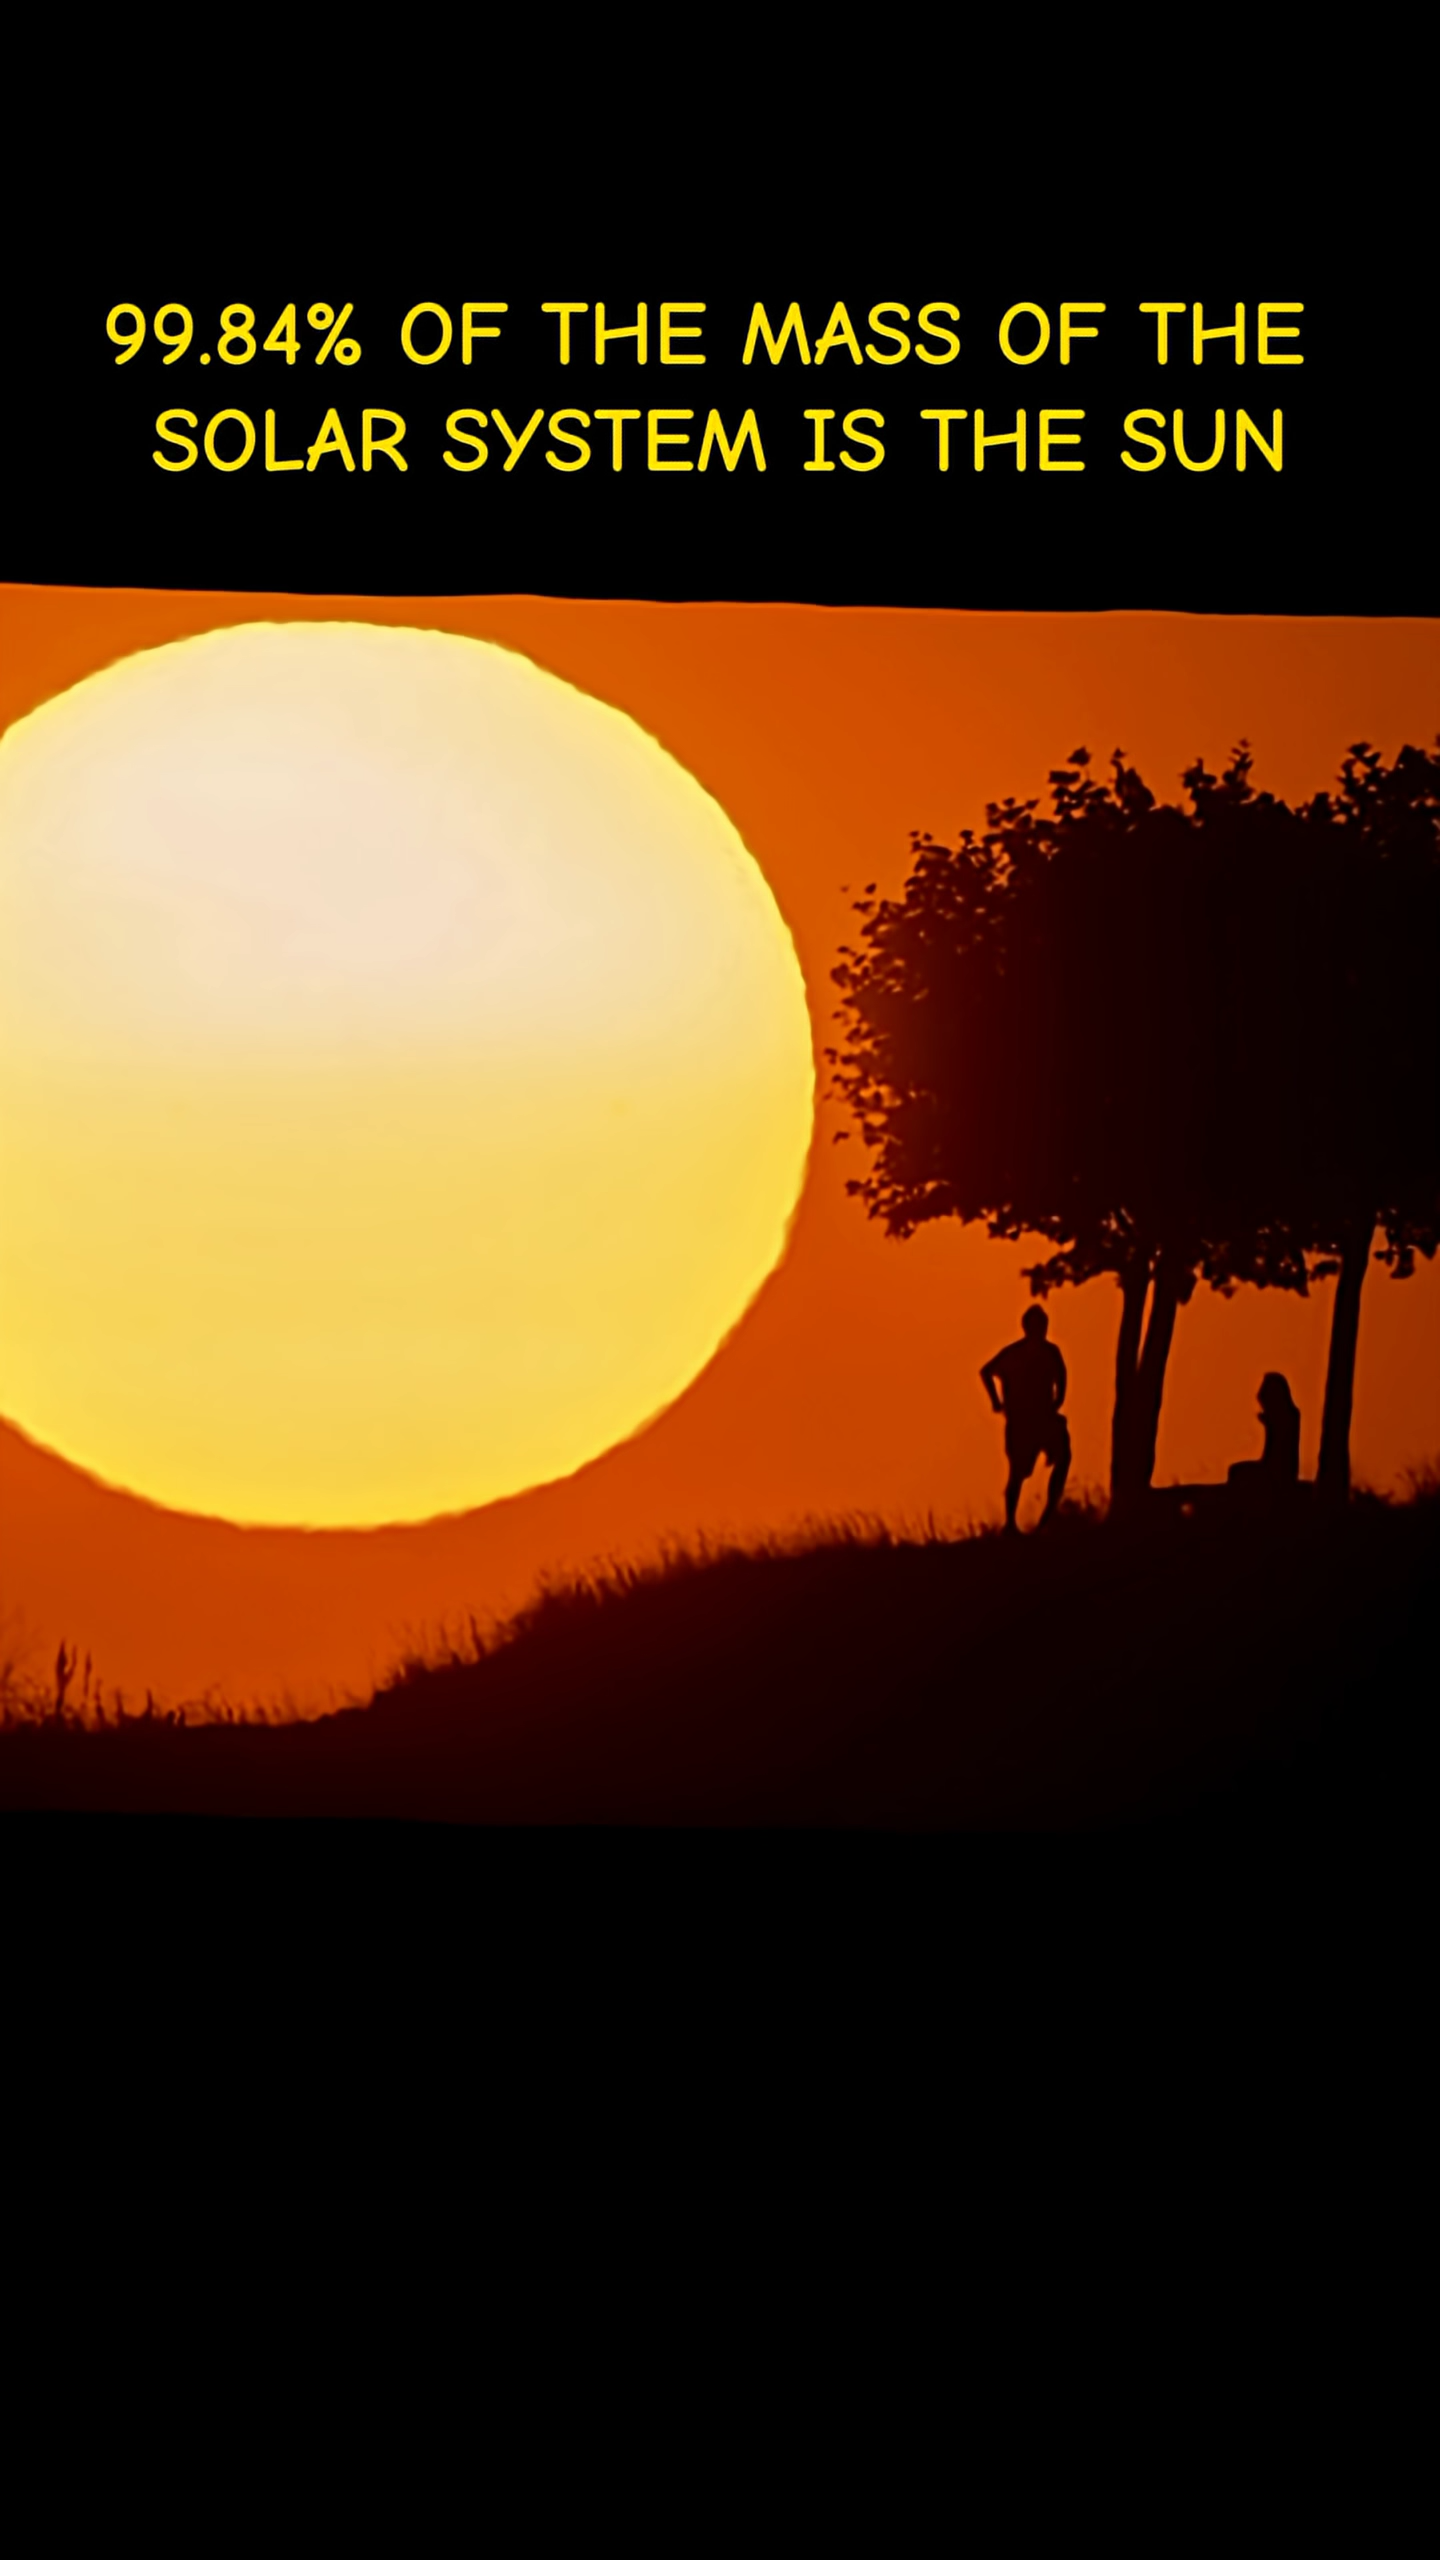 99.84% OF THE MASS OF THE
SOLAR SYSTEM IS THE SUN